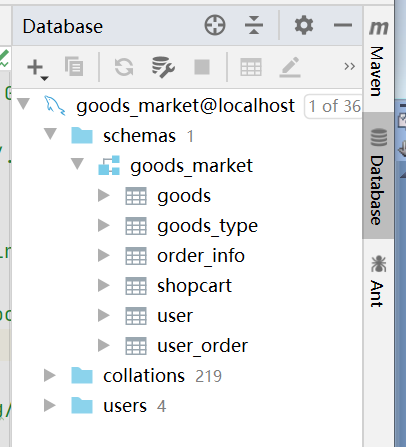 Database
goods_market@localhost 1 of 36
schemas 1
goods_market
goods
goods_type
order_info
shopcart
user
user_order
collations 219
users 4
Maven
Database
Ant